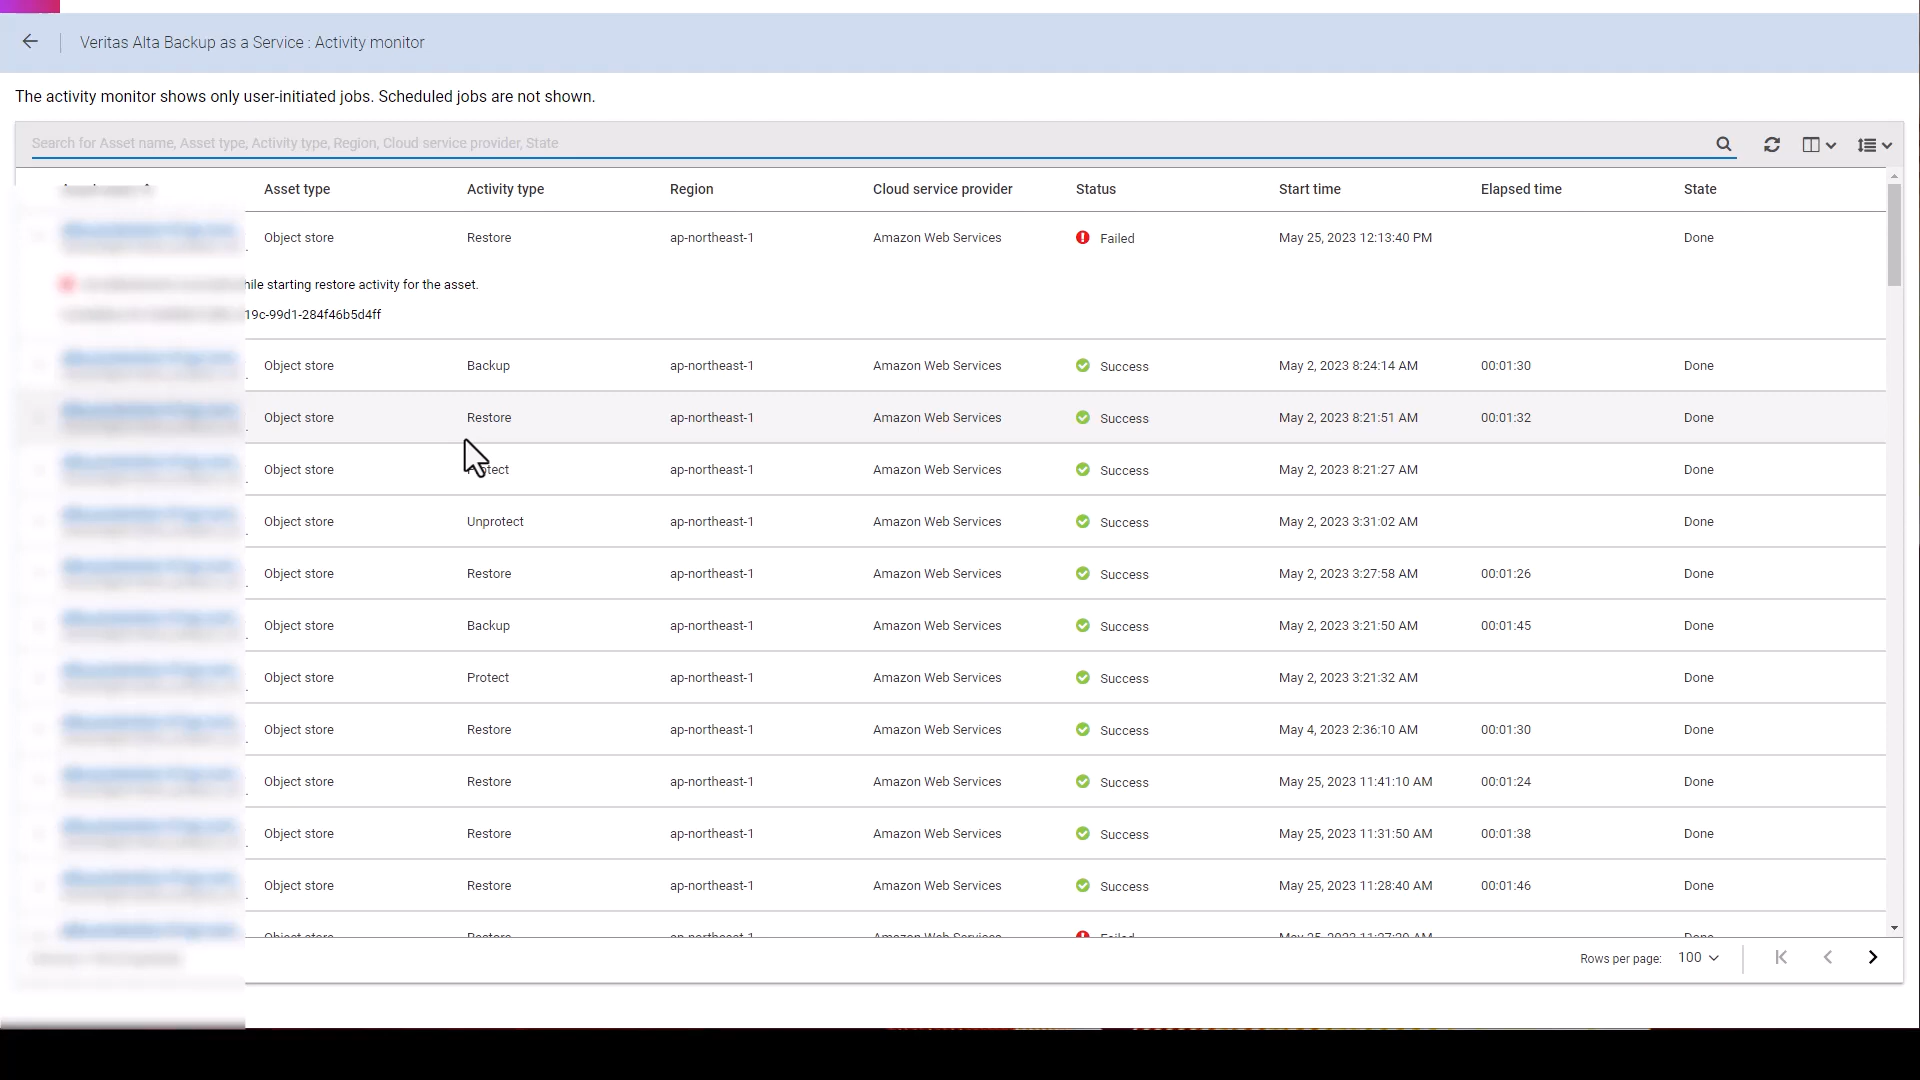 Veritas Alta Backup as a Service : Activity monitor
The activity monitor shows only user-initiated jobs. Scheduled jobs are not shown.
Search for Asset name, Asset type, Activity type, Region, Cloud service provider, State
Asset type Activity type Region Cloud service provider Status Start time Elapsed time State
Object store Restore ap-northeast-1 Amazon Web Services Failed May 25, 2023 12:13:40 PM Done
starting restore activity for the asset.
19c-99d1-284f46b5d4ff
Object store Backup ap-northeast-1 Amazon Web Services Success May 2, 2023 8:24:14 AM 00:01:30 Done
Object store Restore ap-northeast-1 Amazon Web Services Success May 2, 2023 8:21:51 AM 00:01:32 Done
Object store Protect ap-northeast-1 Amazon Web Services Success May 2, 2023 8:21:27 AM Done
Object store Unprotect ap-northeast-1 Amazon Web Services Success May 2, 2023 3:31:02 AM Done
Object store Restore ap-northeast-1 Amazon Web Services Success May 2, 2023 3:27:58 AM 00:01:26 Done
Object store Backup ap-northeast-1 Amazon Web Services Success May 2, 2023 3:21:50 AM 00:01:45 Done
Object store Protect ap-northeast-1 Amazon Web Services Success May 2, 2023 3:21:32 AM Done
Object store Restore ap-northeast-1 Amazon Web Services Success May 4, 2023 2:36:10 AM 00:01:30 Done
Object store Restore ap-northeast-1 Amazon Web Services Success May 25, 2023 11:41:10 AM 00:01:24 Done
Object store Restore ap-northeast-1 Amazon Web Services Success May 25, 2023 11:31:50 AM 00:01:38 Done
Object store Restore ap-northeast-1 Amazon Web Services Success May 25, 2023 11:28:40 AM 00:01:46 Done
Object store Restore ap-northeast-1 Amazon Web Services Failed May 25, 2023 Done
Rows per page: 100